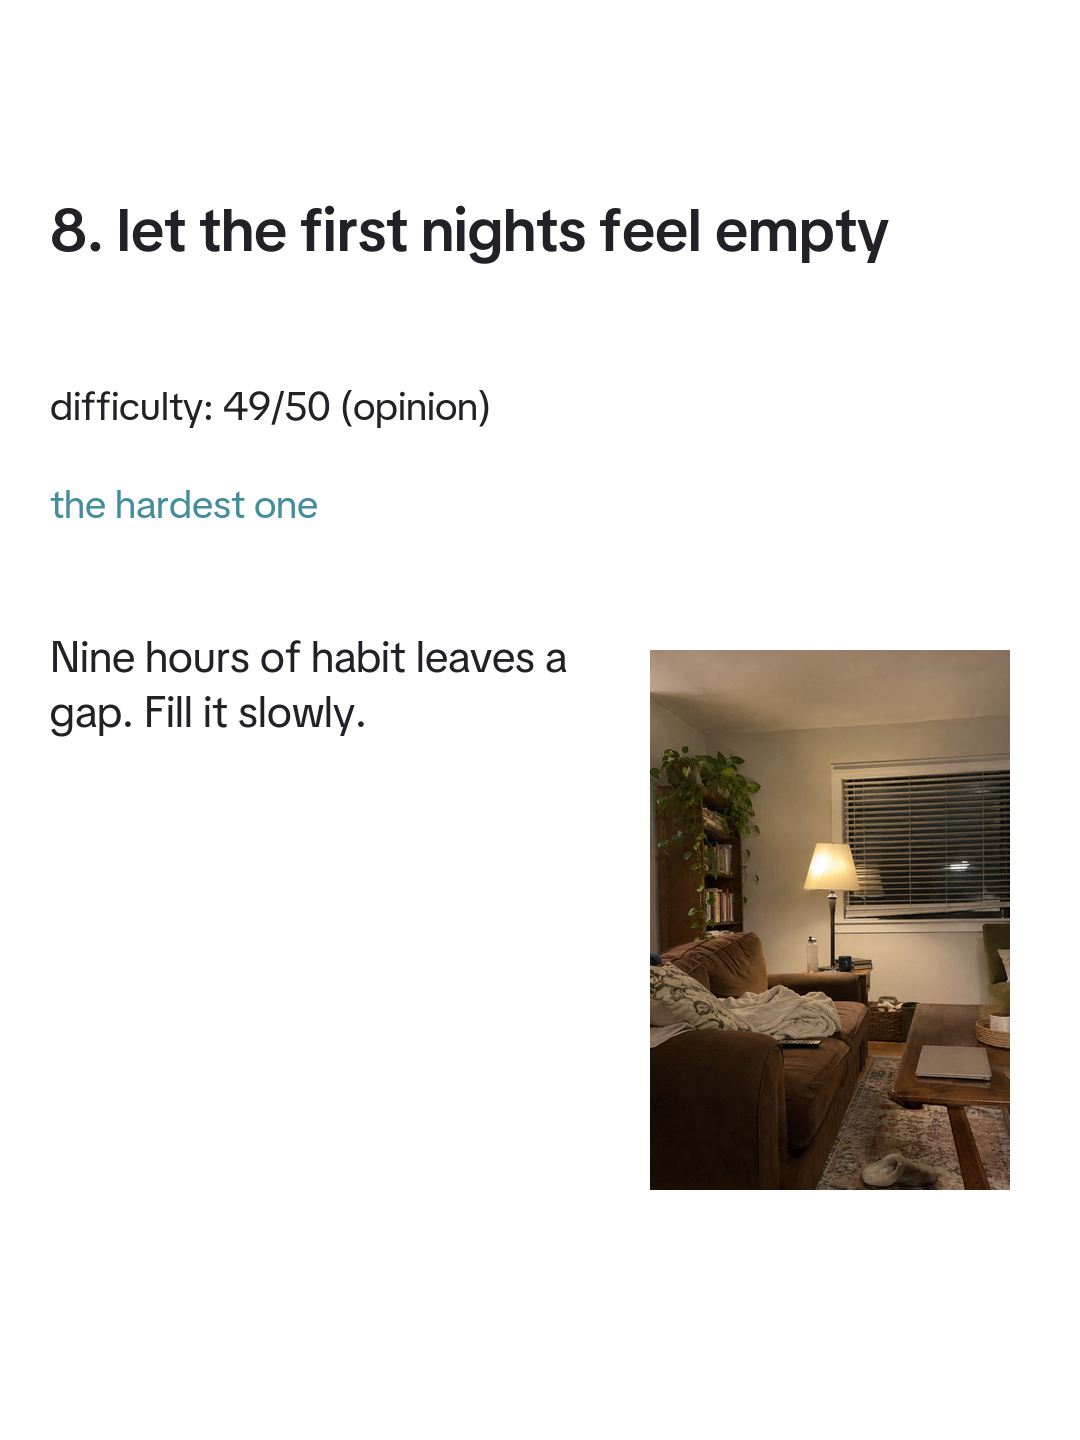 8. let the first nights feel empty
difficulty: 49/50 (opinion)
the hardest one
Nine hours of habit leaves a
gap. Fill it slowly.